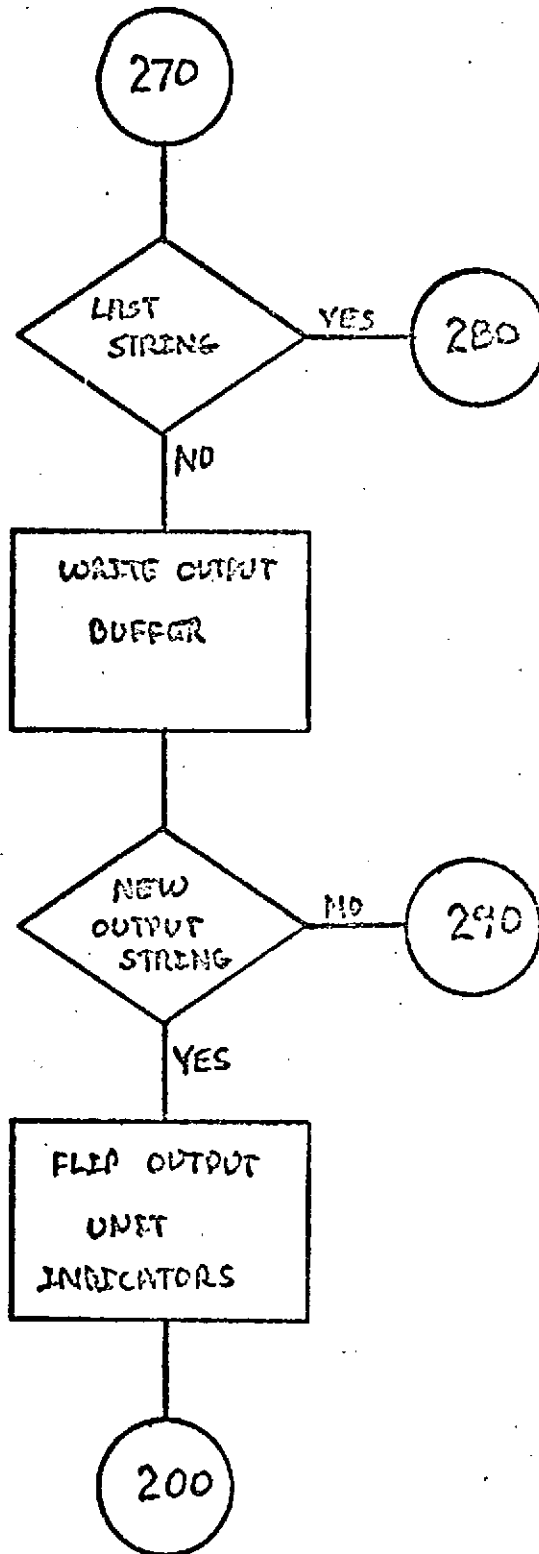 270
LAST
STRING
YES
280
NO
WRITE OUTPUT
BUFFER
NEW
OUTPUT
STRING
NO
290
YES
FLIP OUTPUT
UNIT
INDICATORS
200